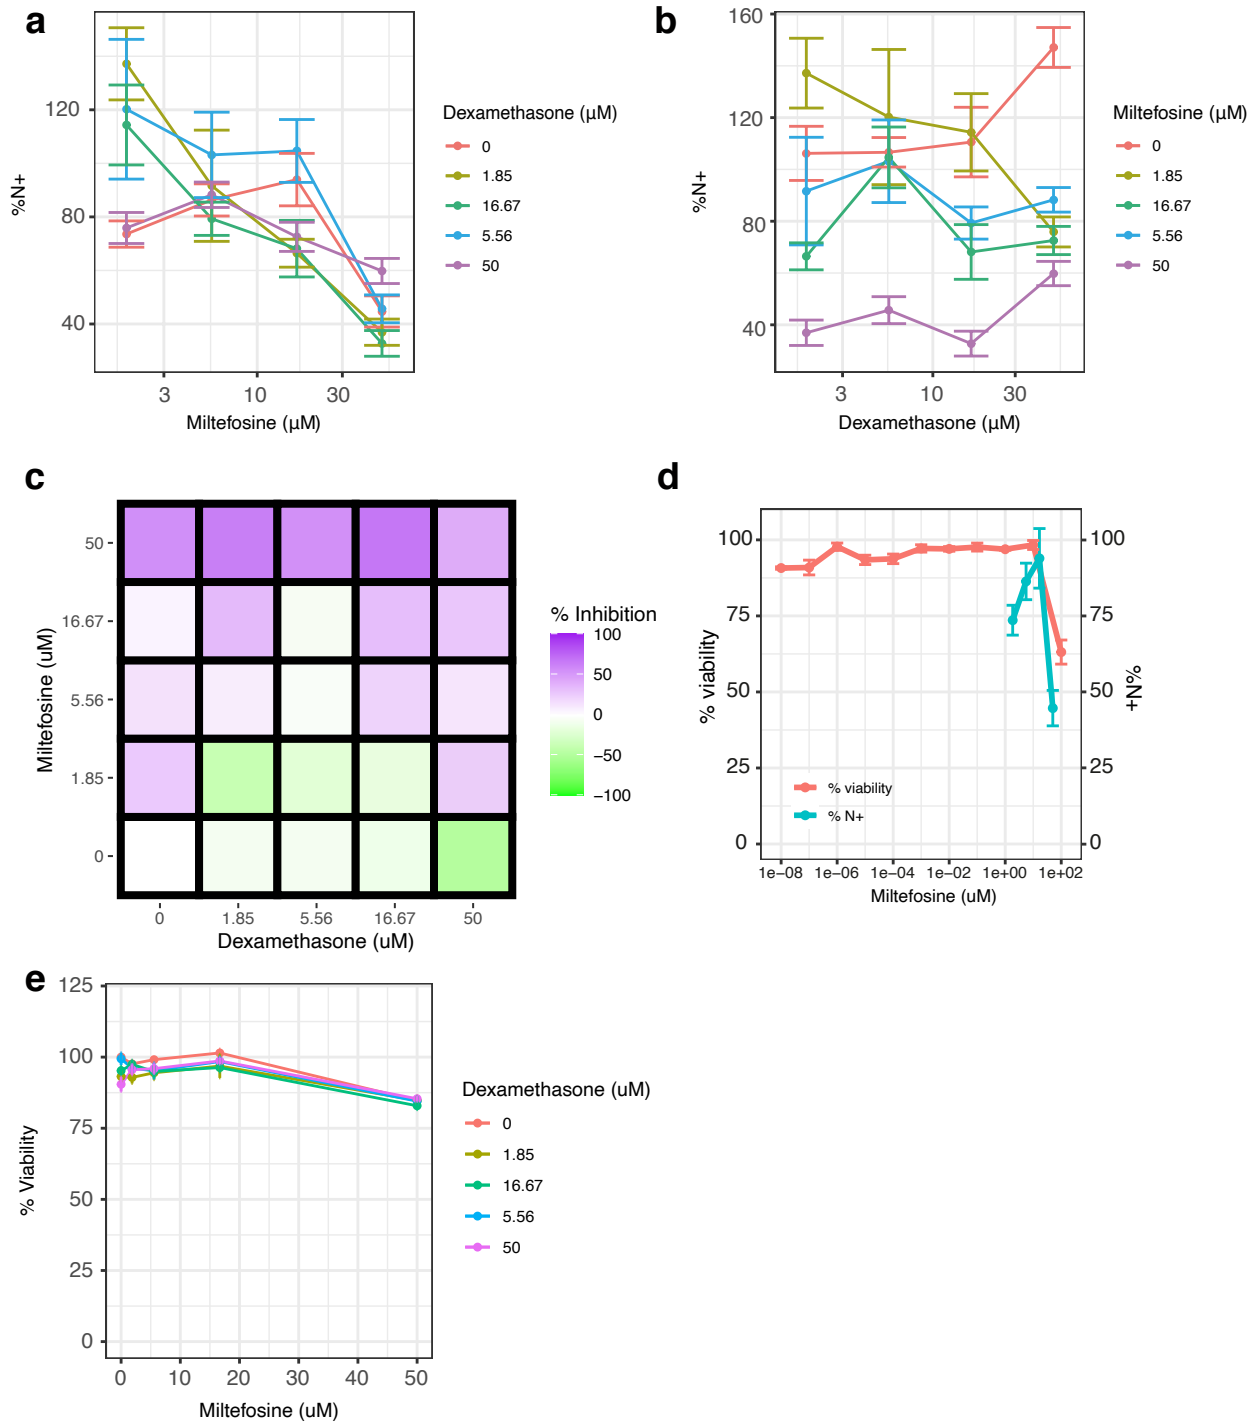 a
120
80
40
%N+
3
10
30
Miltefosine (µM)
Dexamethasone (µM)
0
1.85
16.67
5.56
50
b
160
120
80
40
%N+
3
10
30
Dexamethasone (µM)
Miltefosine (µM)
0
1.85
16.67
5.56
50
c
50
16.67
5.56
1.85
0
Miltefosine (uM)
0
1.85
5.56
16.67
50
Dexamethasone (uM)
% Inhibition
100
50
0
−50
−100
d
100
75
50
25
0
% viability
100
75
50
25
0
%N+
% viability
% N+
1e−08
1e−06
1e−04
1e−02
1e+00
1e+02
Miltefosine (uM)
e
125
100
75
50
25
0
% Viability
0
10
20
30
40
50
Miltefosine (uM)
Dexamethasone (uM)
0
1.85
16.67
5.56
50